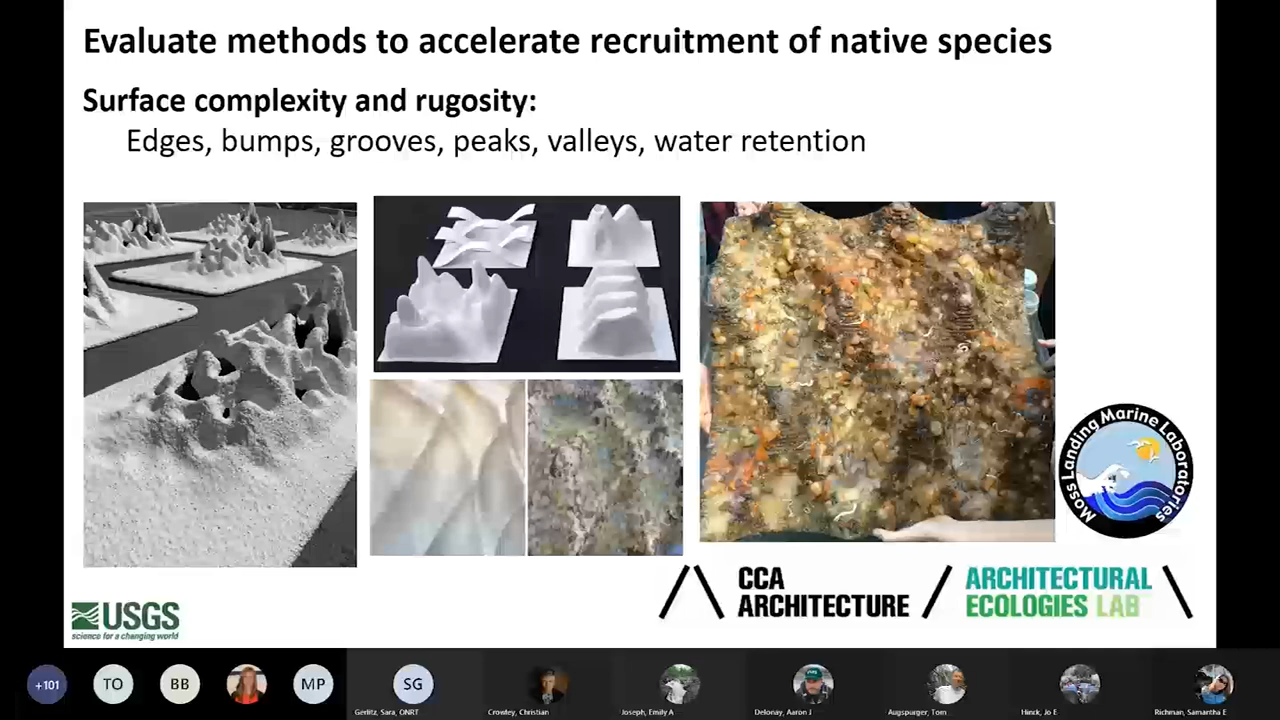 Evaluate methods to accelerate recruitment of native species
Surface complexity and rugosity:
Edges, bumps, grooves, peaks, valleys, water retention
Moss Landing Marine Laboratories
CCA
ARCHITECTURE
ARCHITECTURAL
ECOLOGIES LAB
USGS
science for a changing world
+101
TO
BB
MP
SG
Gerlitz, Sara, ONRT
Crowley, Christian
Joseph, Emily A
Delonay, Aaron J
Augspurger, Tom
Hinck, Jo E
Richman, Samantha E